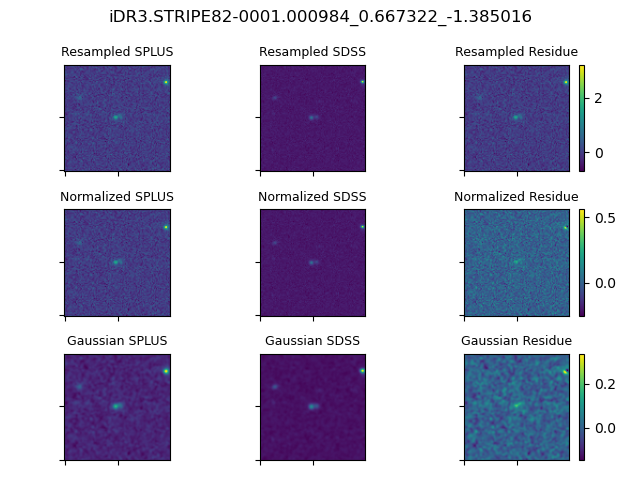 iDR3.STRIPE82-0001.000984_0.667322_-1.385016
Resampled SPLUS Resampled SDSS Resampled Residue
2
0
Normalized SPLUS Normalized SDSS Normalized Residue
0.5
0.0
Gaussian SPLUS Gaussian SDSS Gaussian Residue
0.2
0.0